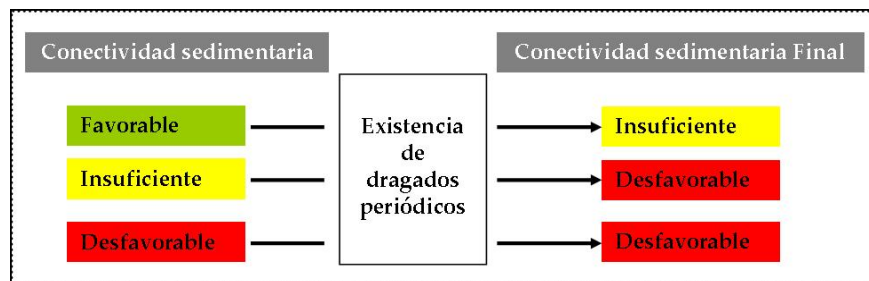 Conectividad sedimentaria
Conectividad sedimentaria Final
Favorable
Insuficiente
Desfavorable
Existencia
de
dragados
periódicos
Insuficiente
Desfavorable
Desfavorable